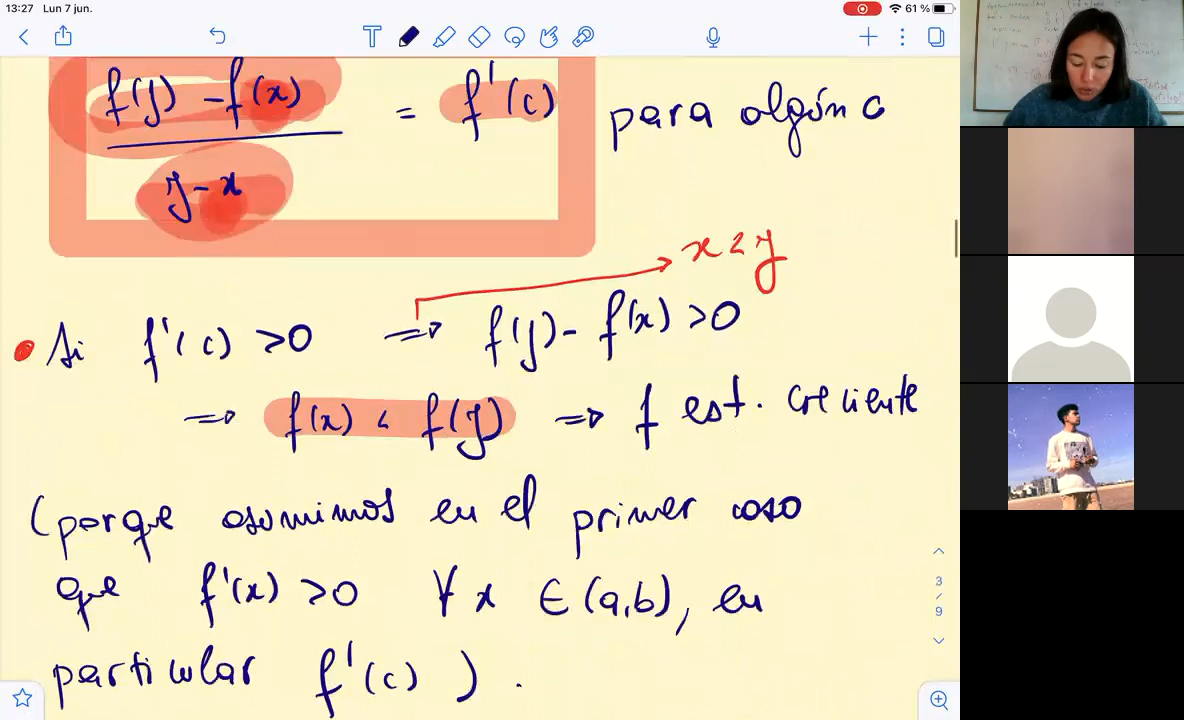 13:27 Lun 7 jun. 61 %
T
f(y) - f(x)
y - x
= f'(c) para algún c
x < y
• Si f'(c) > 0 ⟹ f(y) - f(x) > 0
⟹ f(x) < f(y) ⟹ f est. creciente
(porque asumimos en el primer caso
que f'(x) > 0 ∀ x ∈ (a,b), en
particular f'(c) ).
3
/
9